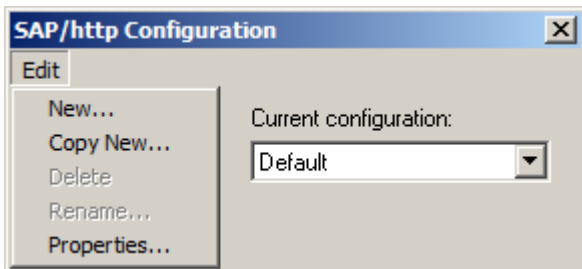 SAP/http Configuration
Edit
New...
Copy New...
Delete
Rename...
Properties...
Current configuration:
Default